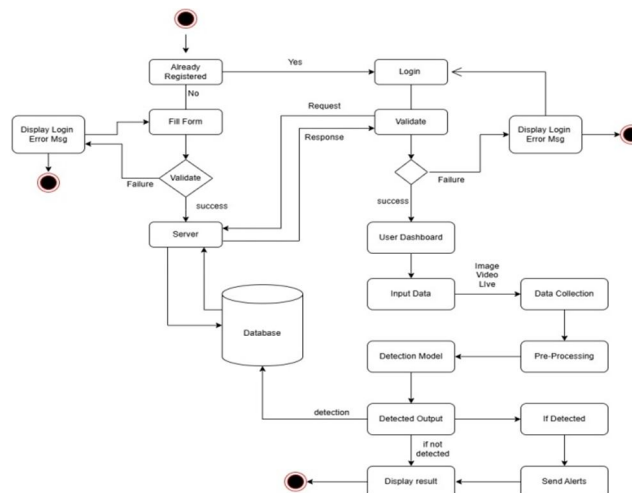 Already
Registered
Yes
Login
No
Request
Display Login
Error Msg
Fill Form
Validate
Display Login
Error Msg
Response
Failure
Validate
Failure
success
success
Server
User Dashboard
Image
Video
Live
Input Data
Data Collection
Database
Detection Model
Pre-Processing
detection
Detected Output
If Detected
if not
detected
Display result
Send Alerts